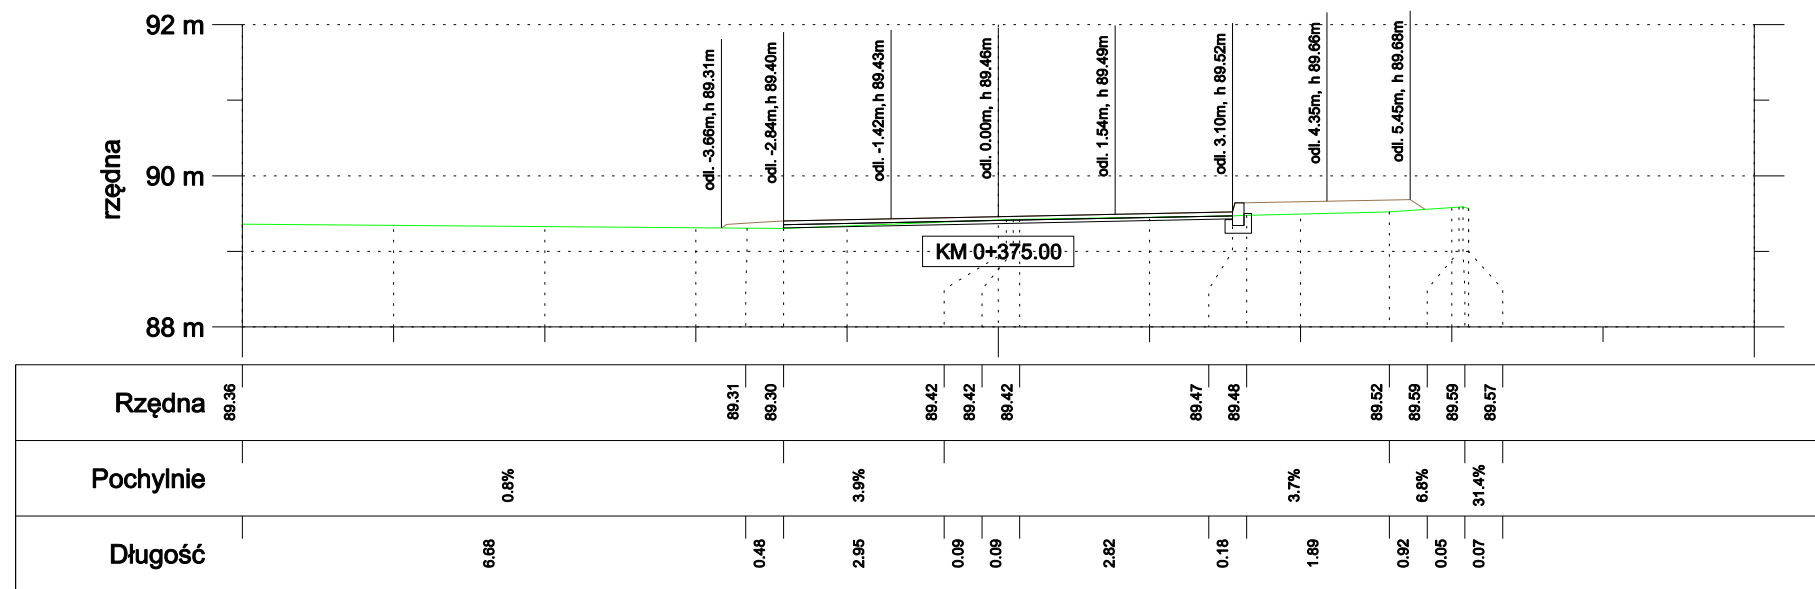 92 m
90 m
88 m
rzędna
odl. -3.66m,h 89.31m
odl. -2.84m,h 89.40m
odl. -1.42m,h 89.43m
odl. 0.00m, h 89.46m
odl. 1.54m, h 89.49m
odl. 3.10m, h 89.52m
odl. 4.35m, h 89.66m
odl. 5.45m, h 89.68m
KM 0+375.00
Rzędna
89.36
89.31
89.30
89.42
89.42
89.42
89.47
89.48
89.52
89.59
89.59
89.57
Pochylnie
0.8%
3.9%
3.7%
6.8%
31.4%
Długość
6.68
0.48
2.95
0.09
0.09
2.82
0.18
1.89
0.92
0.05
0.07